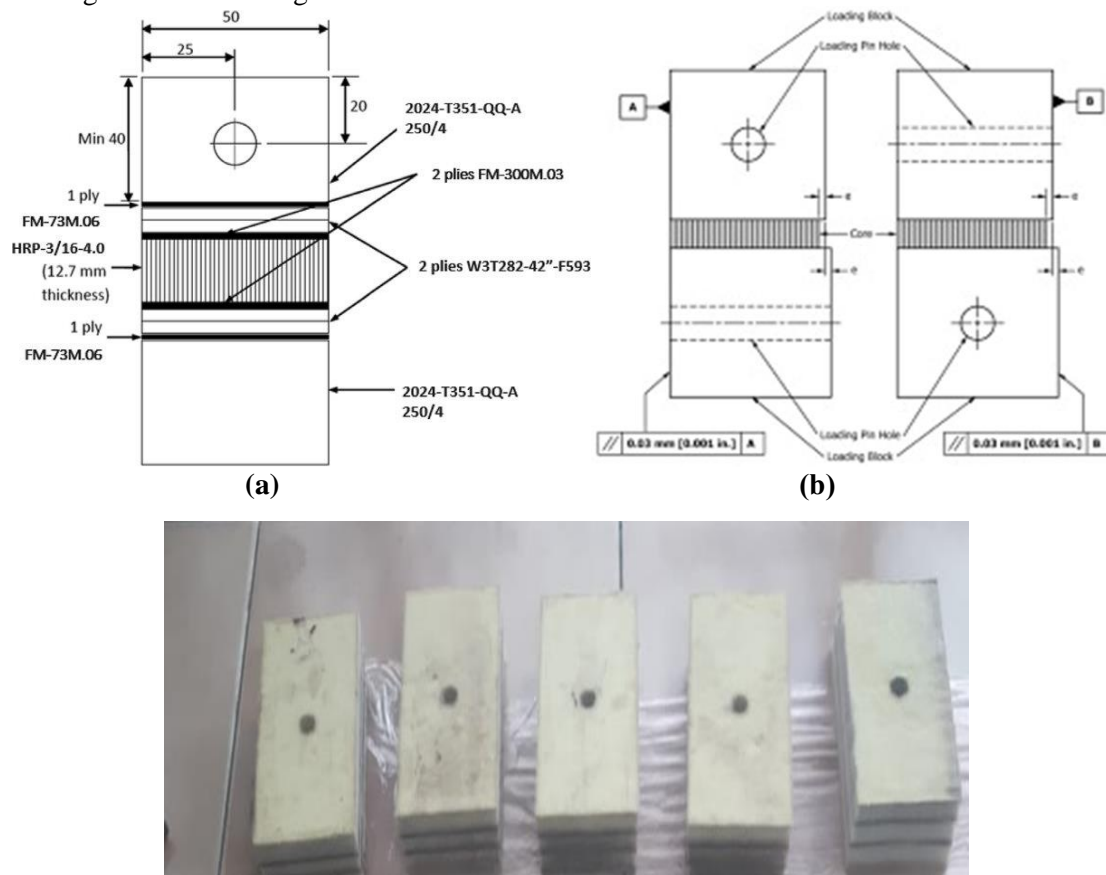 50
25
20
Min 40
2024-T351-QQ-A
250/4
2 plies FM-300M.03
1 ply
FM-73M.06
HRP-3/16-4.0
(12.7 mm
thickness)
2 plies W3T282-42”-F593
1 ply
FM-73M.06
2024-T351-QQ-A
250/4
(a)
Loading Block
Loading Pin Hole
A
B
e
e
Core
e
e
Loading Pin Hole
Loading Block
// 0.03 mm [0.001 in.] A
// 0.03 mm [0.001 in.] B
(b)